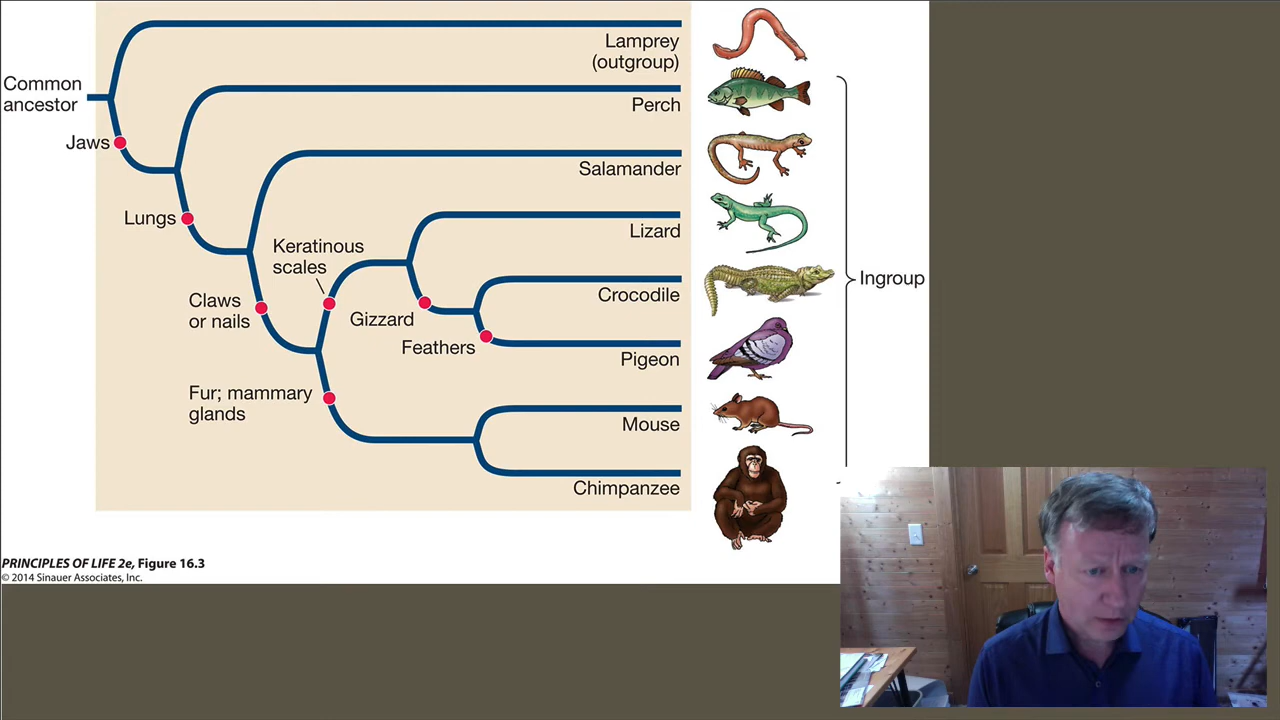 Lamprey
(outgroup)
Common
ancestor
Perch
Jaws
Salamander
Lungs
Lizard
Keratinous
scales
Ingroup
Claws
or nails
Crocodile
Gizzard
Feathers
Pigeon
Fur; mammary
glands
Mouse
Chimpanzee
PRINCIPLES OF LIFE 2e, Figure 16.3
© 2014 Sinauer Associates, Inc.